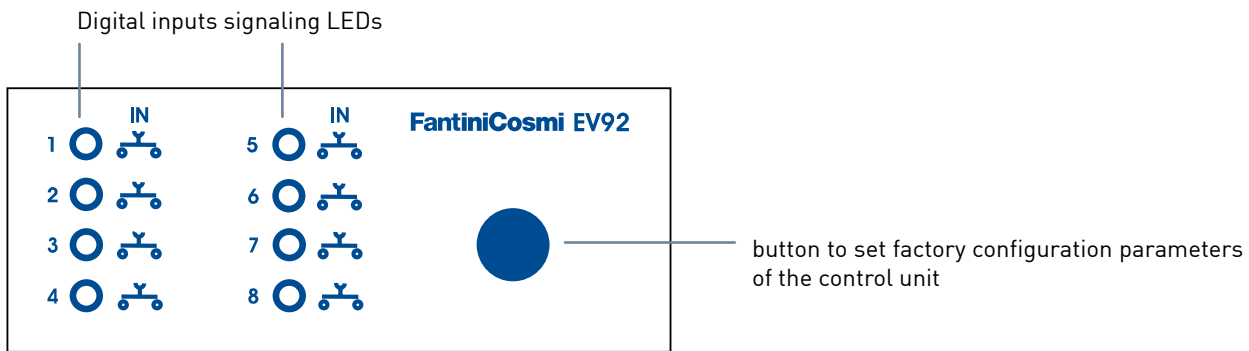 Digital inputs signaling LEDs
IN IN FantiniCosmi EV92
1 5
2 6
3 7
4 8
button to set factory configuration parameters
of the control unit